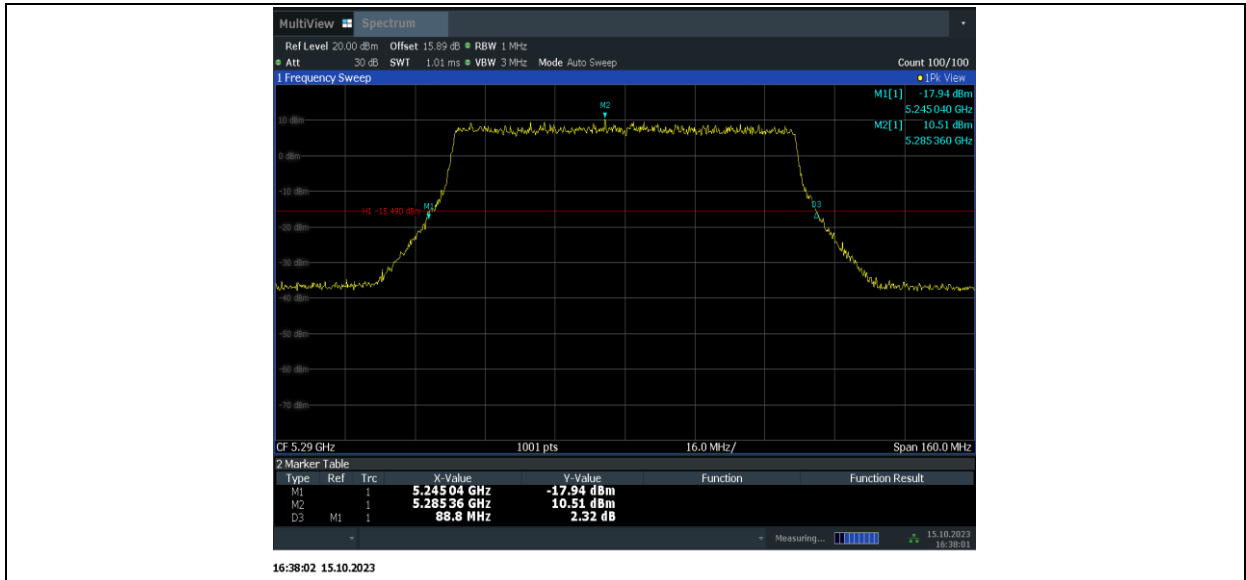 MultiView Spectrum
Ref Level 20.00 dBm Offset 15.89 dB RBW 1 MHz
Att 30 dB SWT 1.01 ms VBW 3 MHz Mode Auto Sweep Count 100/100
1 Frequency Sweep 1Pk View
M1[1] -17.94 dBm
5.245 040 GHz
M2[1] 10.51 dBm
5.285 360 GHz
M2
10 dBm
0 dBm
-10 dBm
M1
D3
H1 -15.490 dBm
-20 dBm
-30 dBm
-40 dBm
-50 dBm
-60 dBm
-70 dBm
CF 5.29 GHz 1001 pts 16.0 MHz/ Span 160.0 MHz
2 Marker Table
Type Ref Trc X-Value Y-Value Function Function Result
M1 1 5.245 04 GHz -17.94 dBm
M2 1 5.285 36 GHz 10.51 dBm
D3 M1 1 88.8 MHz 2.32 dB
Measuring... 15.10.2023
16:38:01
16:38:02 15.10.2023